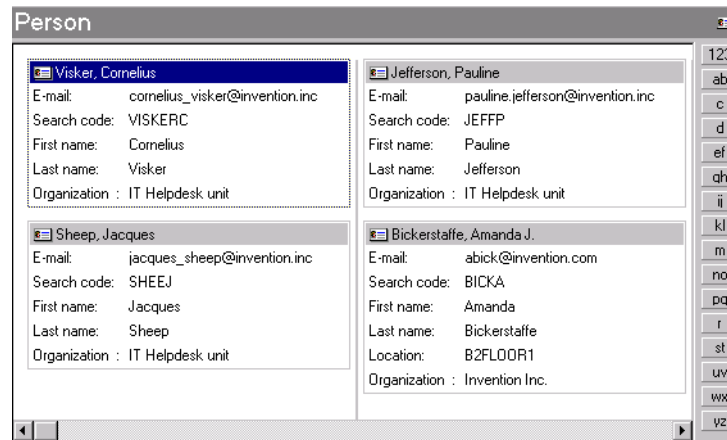 Person
Visker, Cornelius
E-mail: cornelius_visker@invention.inc
Search code: VISKERC
First name: Cornelius
Last name: Visker
Organization : IT Helpdesk unit
Jefferson, Pauline
E-mail: pauline.jefferson@invention.inc
Search code: JEFFP
First name: Pauline
Last name: Jefferson
Organization : IT Helpdesk unit
Sheep, Jacques
E-mail: jacques_sheep@invention.inc
Search code: SHEEJ
First name: Jacques
Last name: Sheep
Organization : IT Helpdesk unit
Bickerstaffe, Amanda J.
E-mail: abick@invention.com
Search code: BICKA
First name: Amanda
Last name: Bickerstaffe
Location: B2FLOOR1
Organization : Invention Inc.
123
ab
c
d
ef
gh
ij
kl
m
no
pq
r
st
uv
wx
yz